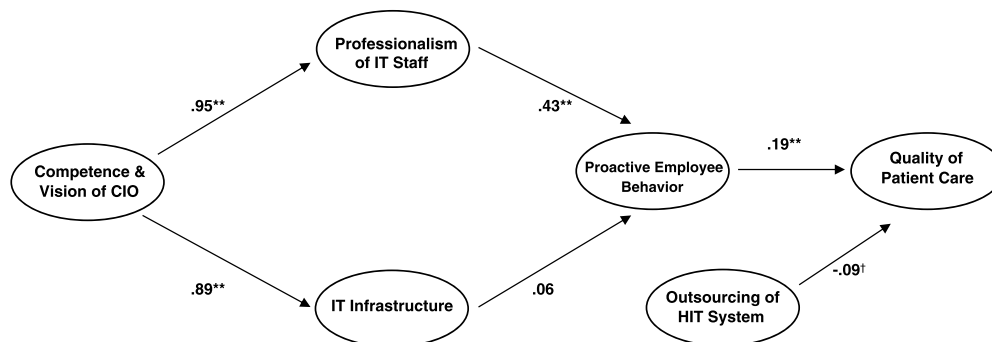 Professionalism
of IT Staff
.95**
.43**
Competence &
Vision of CIO
Proactive Employee
Behavior
.19**
Quality of
Patient Care
.89**
IT Infrastructure
.06
Outsourcing of
HIT System
-.09†